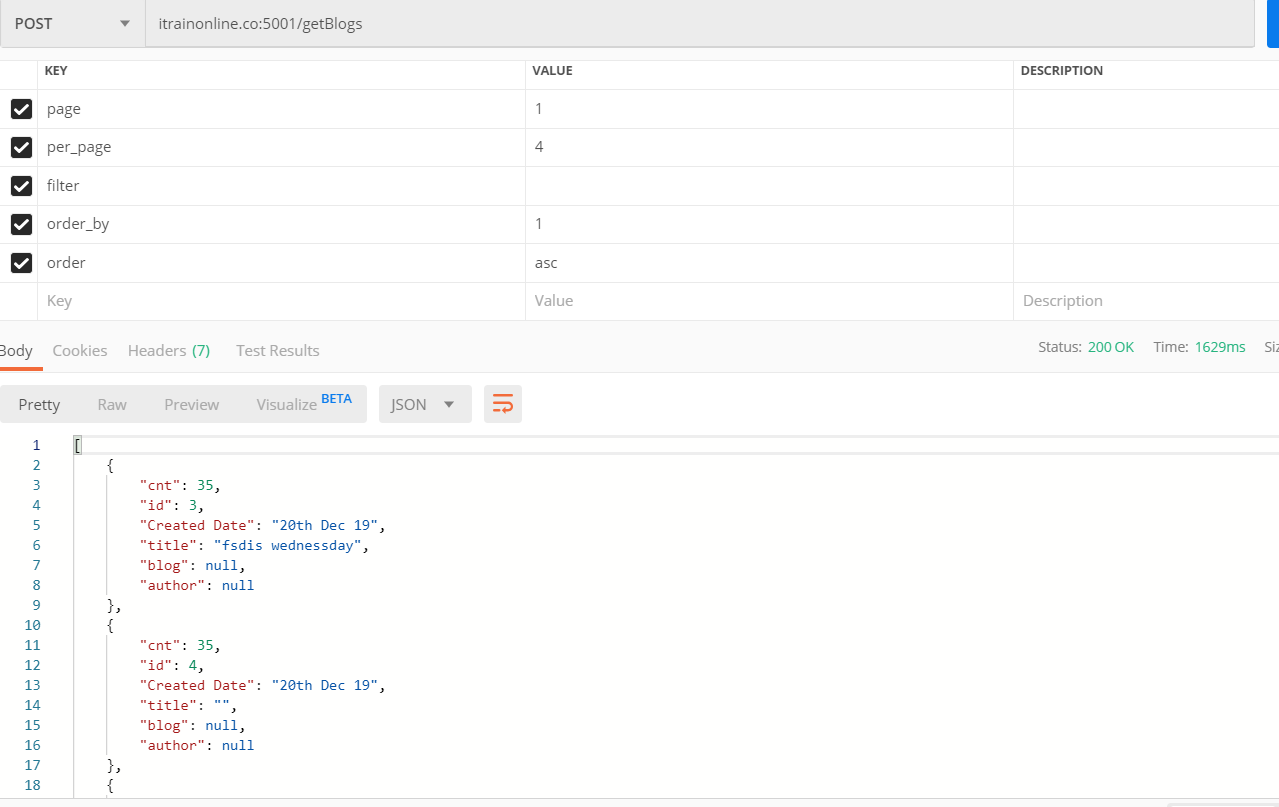 POST itrainonline.co:5001/getBlogs
KEY VALUE DESCRIPTION
page 1
per_page 4
filter
order_by 1
order asc
Key Value Description
Body Cookies Headers (7) Test Results Status: 200 OK Time: 1629ms
Pretty Raw Preview Visualize BETA JSON
1 [
2 {
3 "cnt": 35,
4 "id": 3,
5 "Created Date": "20th Dec 19",
6 "title": "fsdis wednessday",
7 "blog": null,
8 "author": null
9 },
10 {
11 "cnt": 35,
12 "id": 4,
13 "Created Date": "20th Dec 19",
14 "title": "",
15 "blog": null,
16 "author": null
17 },
18 {